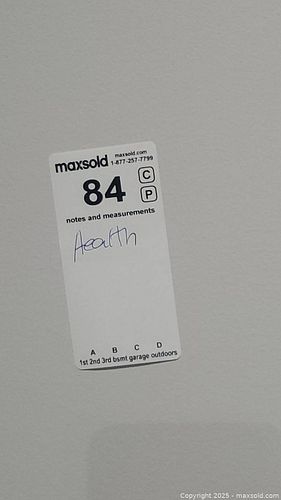 maxsold maxsold.com
1-877-257-7799
84 C
P
notes and measurements
Health
A B C D
1st 2nd 3rd bsmt garage outdoors
Copyright 2025 - maxsold.com